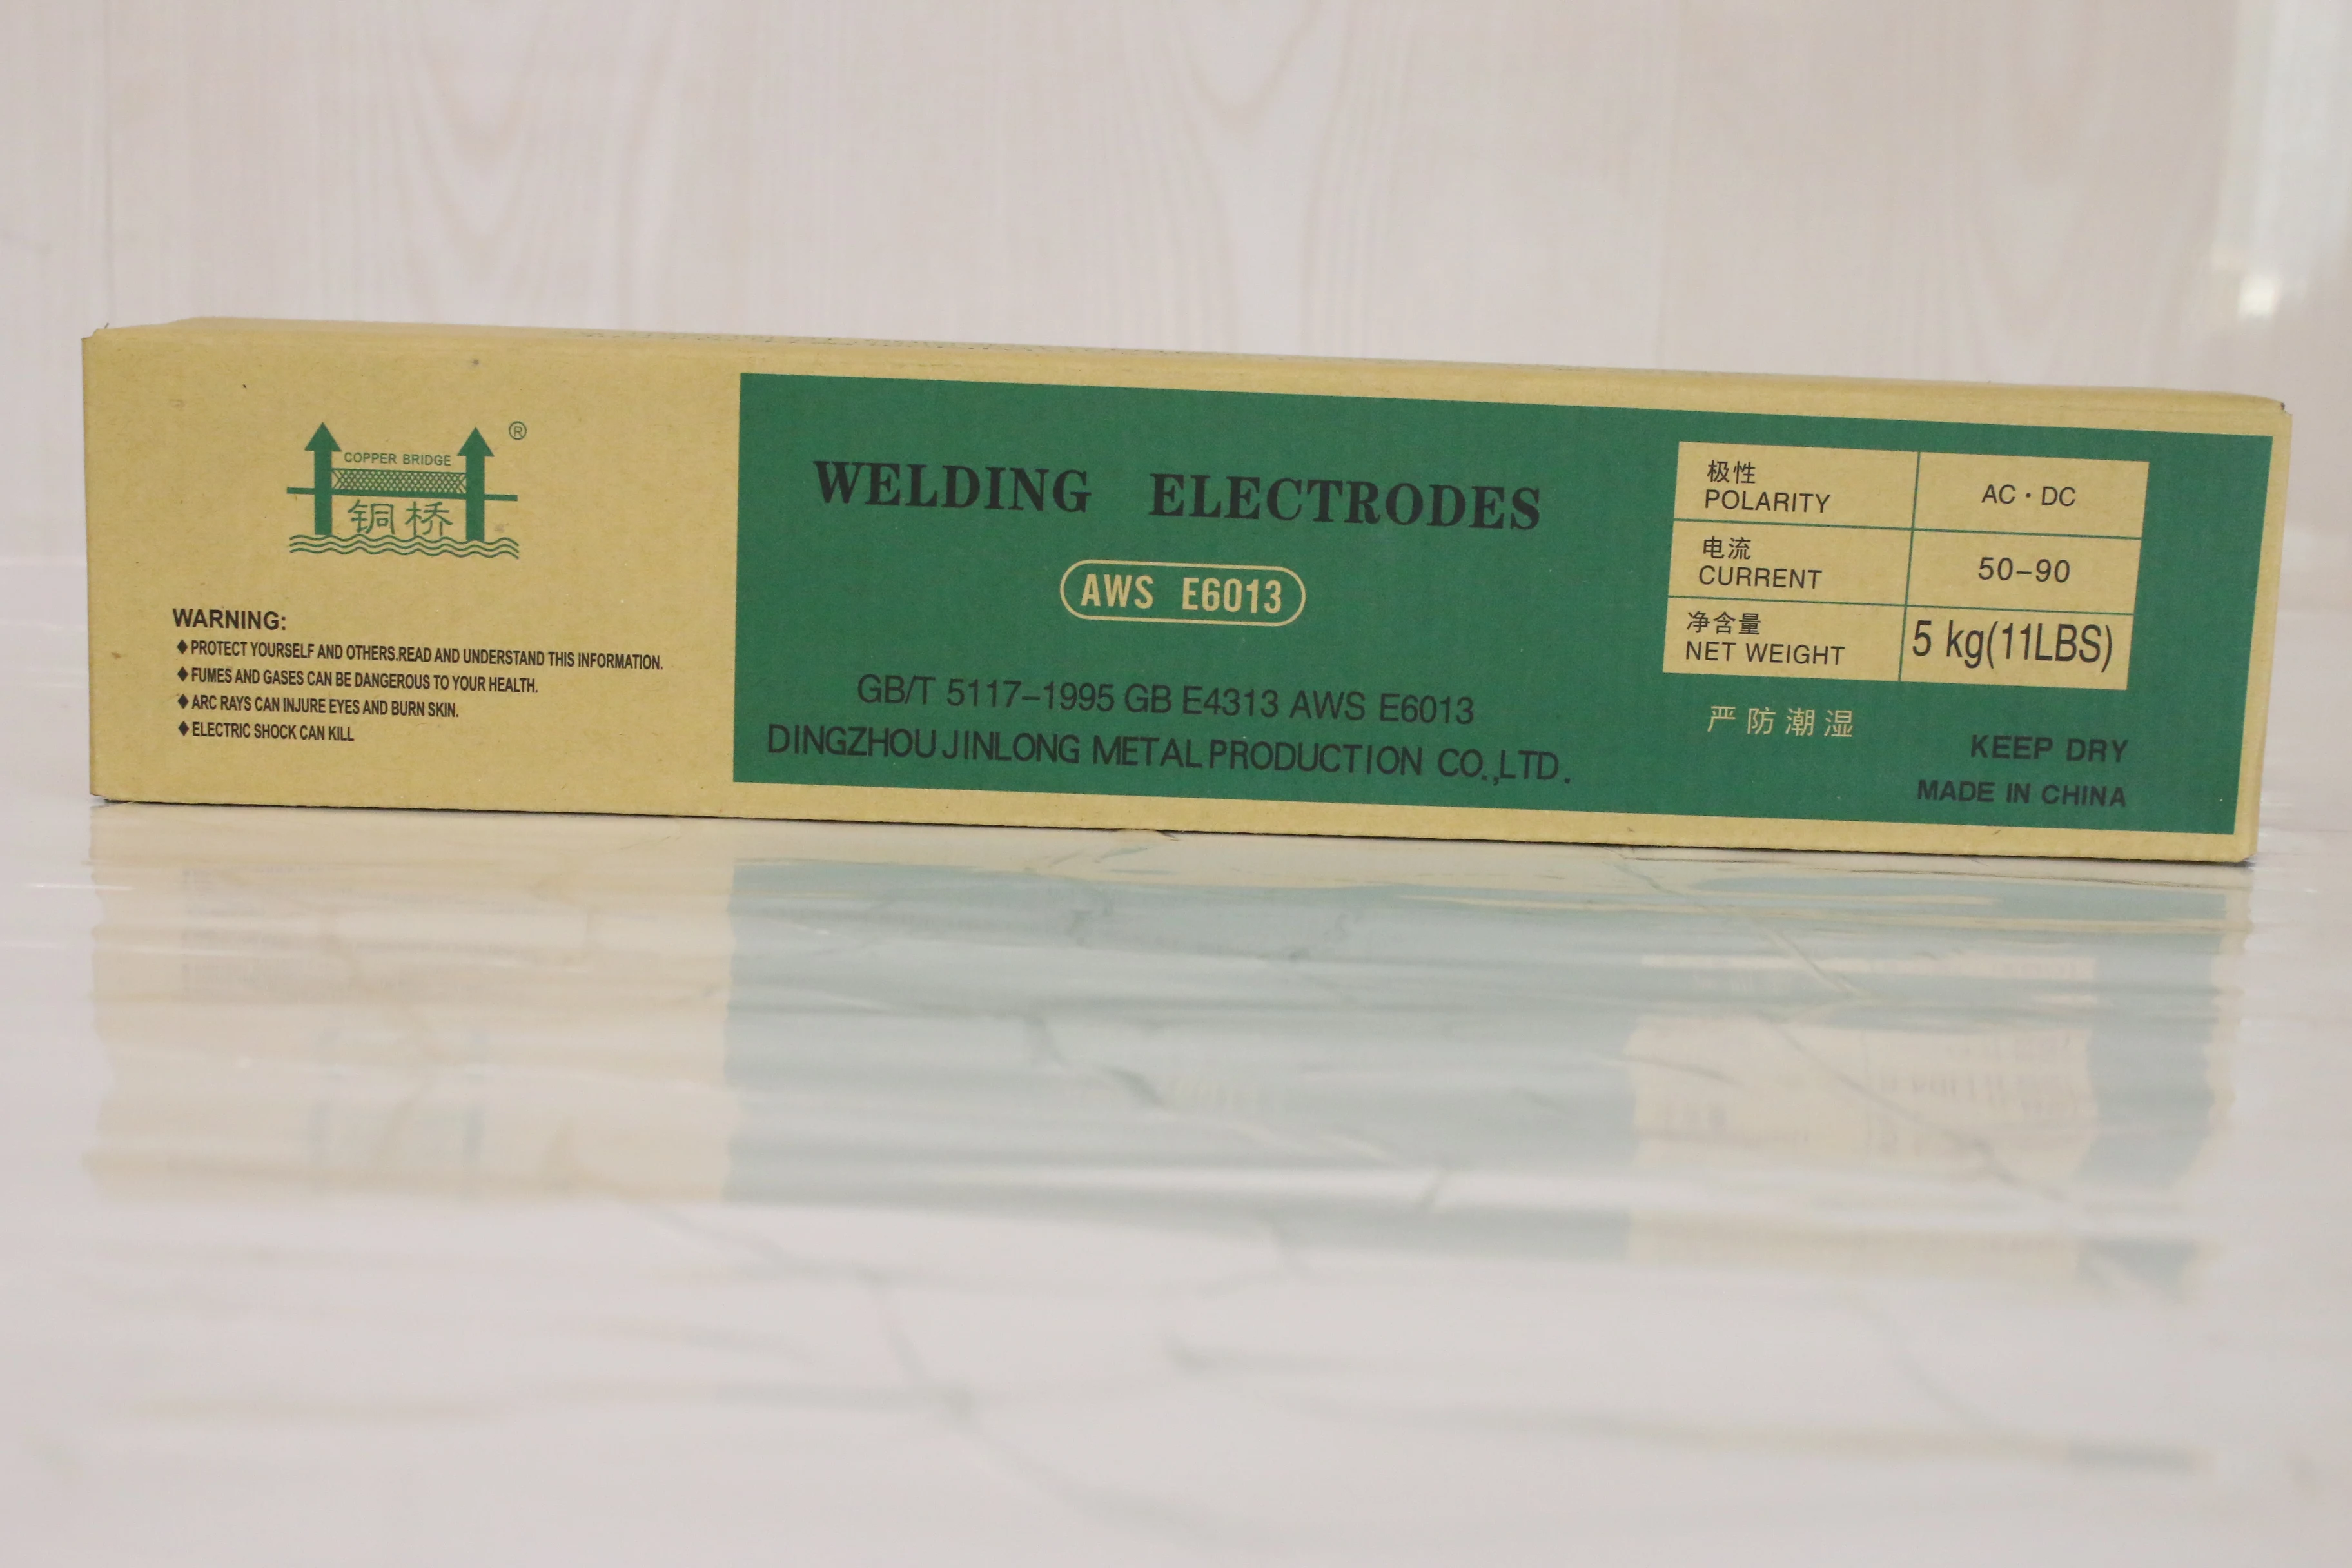 COPPER BRIDGE
®
铜桥
WARNING:
♦PROTECT YOURSELF AND OTHERS.READ AND UNDERSTAND THIS INFORMATION.
♦FUMES AND GASES CAN BE DANGEROUS TO YOUR HEALTH.
♦ARC RAYS CAN INJURE EYES AND BURN SKIN.
♦ELECTRIC SHOCK CAN KILL
WELDING ELECTRODES
AWS E6013
GB/T 5117-1995 GB E4313 AWS E6013
DINGZHOU JINLONG METAL PRODUCTION CO.,LTD.
极性
POLARITY
AC·DC
电流
CURRENT
50-90
净含量
NET WEIGHT
5 kg(11LBS)
严防潮湿
KEEP DRY
MADE IN CHINA